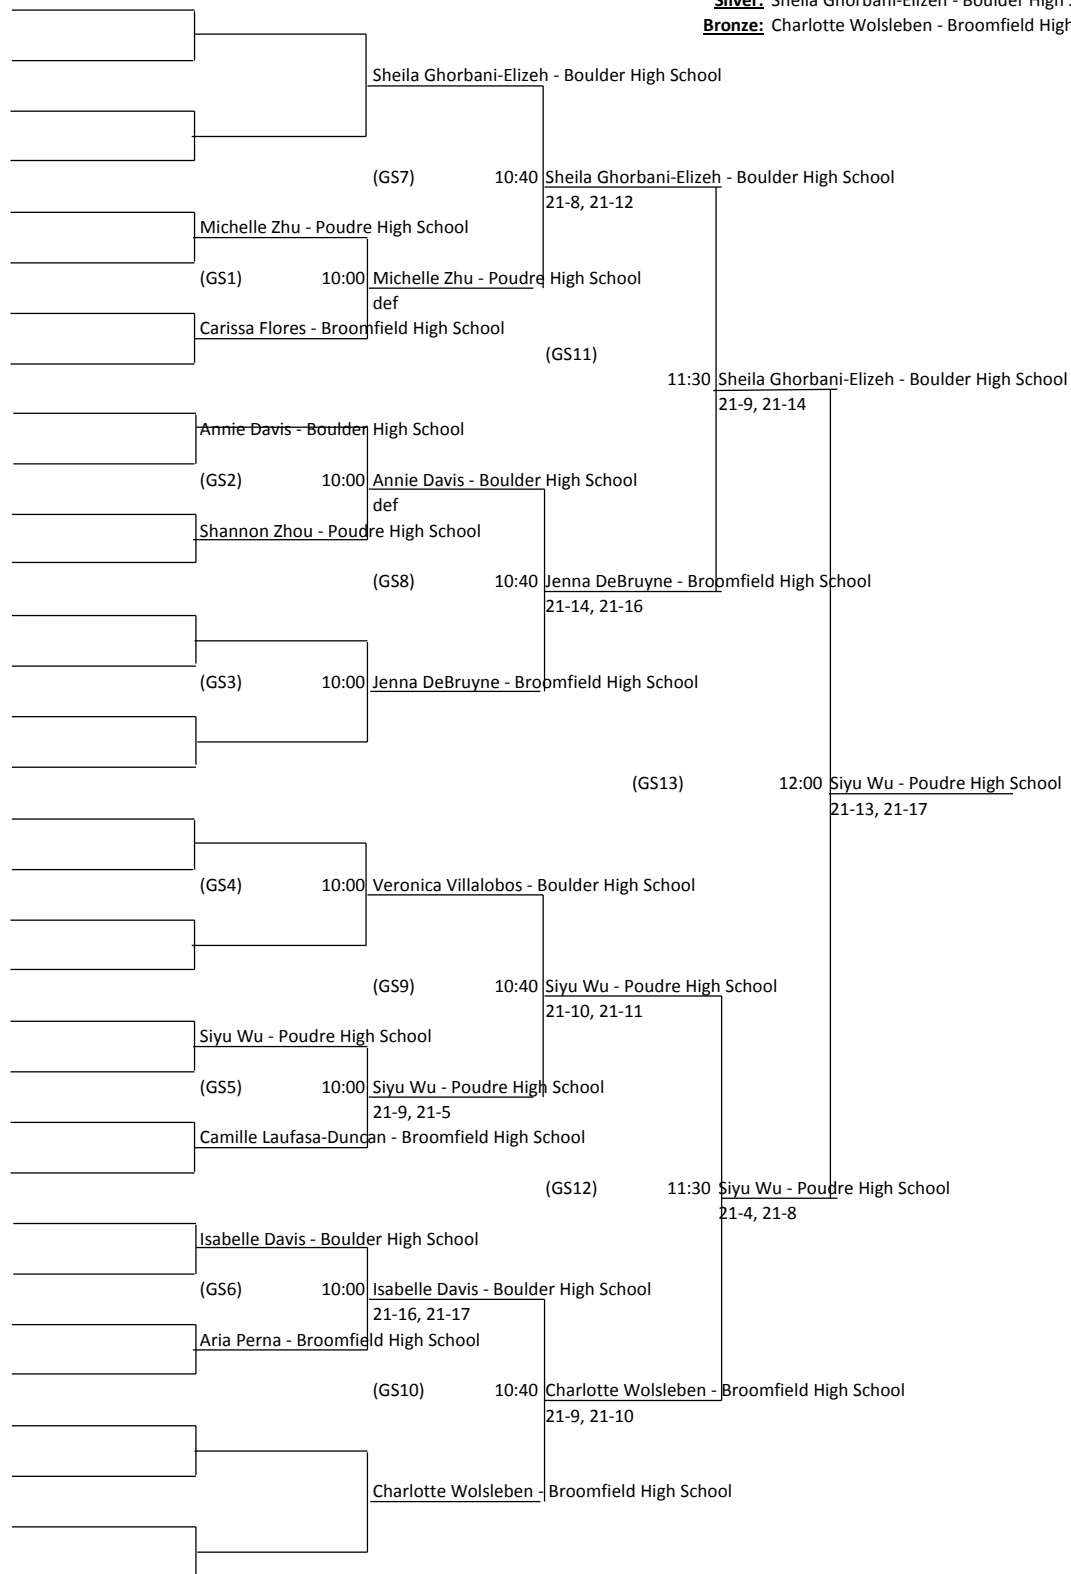 Silver: Sheila Ghorbani-Elizeh - Boulder High
Bronze: Charlotte Wolsleben - Broomfield High
Sheila Ghorbani-Elizeh - Boulder High School
(GS7) 10:40 Sheila Ghorbani-Elizeh - Boulder High School
21-8, 21-12
Michelle Zhu - Poudre High School
(GS1) 10:00 Michelle Zhu - Poudre High School
def
Carissa Flores - Broomfield High School
(GS11)
11:30 Sheila Ghorbani-Elizeh - Boulder High School
21-9, 21-14
Annie Davis - Boulder High School
(GS2) 10:00 Annie Davis - Boulder High School
def
Shannon Zhou - Poudre High School
(GS8) 10:40 Jenna DeBruyne - Broomfield High School
21-14, 21-16
(GS3) 10:00 Jenna DeBruyne - Broomfield High School
(GS13) 12:00 Siyu Wu - Poudre High School
21-13, 21-17
(GS4) 10:00 Veronica Villalobos - Boulder High School
(GS9) 10:40 Siyu Wu - Poudre High School
21-10, 21-11
Siyu Wu - Poudre High School
(GS5) 10:00 Siyu Wu - Poudre High School
21-9, 21-5
Camille Laufasa-Duncan - Broomfield High School
(GS12) 11:30 Siyu Wu - Poudre High School
21-4, 21-8
Isabelle Davis - Boulder High School
(GS6) 10:00 Isabelle Davis - Boulder High School
21-16, 21-17
Aria Perna - Broomfield High School
(GS10) 10:40 Charlotte Wolsleben - Broomfield High School
21-9, 21-10
Charlotte Wolsleben - Broomfield High School